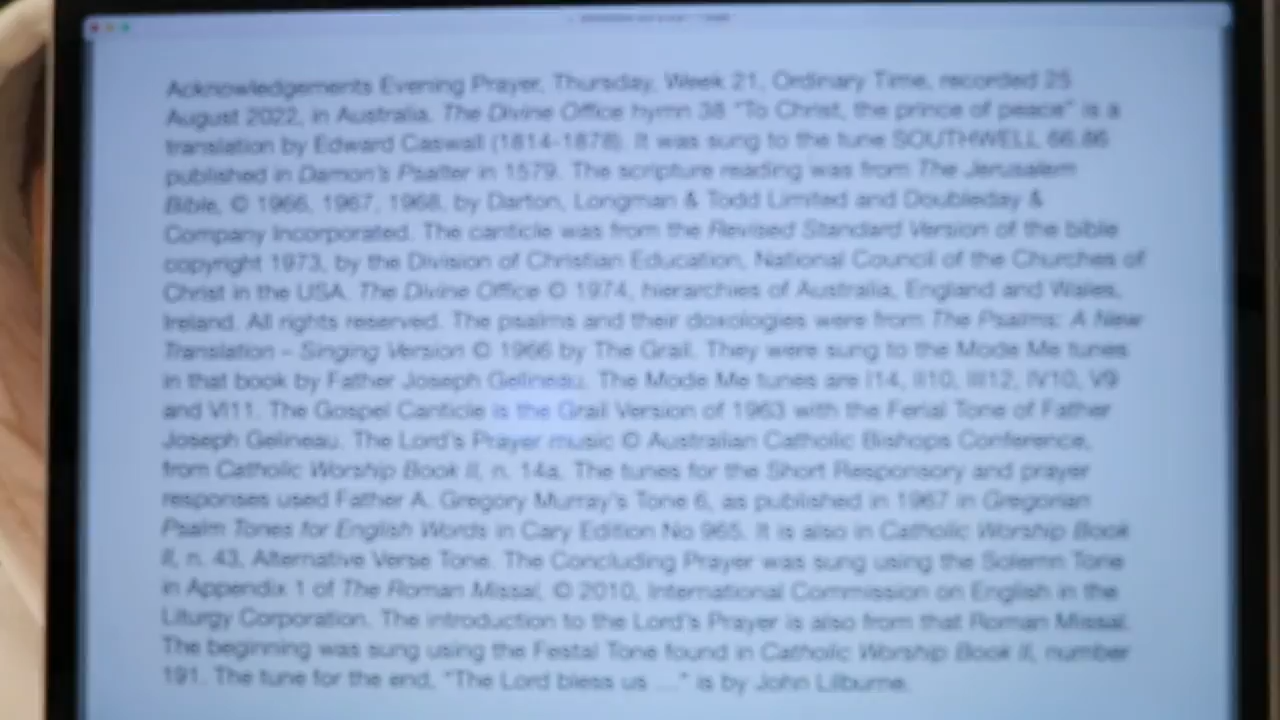 Acknowledgements Evening Prayer, Thursday, Week 21, Ordinary Time, recorded 25
August 2022, in Australia. The Divine Office hymn 38 "To Christ, the prince of peace" is a
translation by Edward Caswall (1814-1878). It was sung to the tune SOUTHWELL 66.86
published in Damon's Psalter in 1579. The scripture reading was from The Jerusalem
Bible, © 1966, 1967, 1968, by Darton, Longman & Todd Limited and Doubleday &
Company Incorporated. The canticle was from the Revised Standard Version of the bible
copyright 1973, by the Division of Christian Education, National Council of the Churches of
Christ in the USA. The Divine Office © 1974, hierarchies of Australia, England and Wales,
Ireland. All rights reserved. The psalms and their doxologies were from The Psalms: A New
Translation – Singing Version © 1966 by The Grail. They were sung to the Mode Me tunes
in that book by Father Joseph Gelineau. The Mode Me tunes are I14, II10, III12, IV10, V9
and VI11. The Gospel Canticle is the Grail Version of 1963 with the Ferial Tone of Father
Joseph Gelineau. The Lord's Prayer music © Australian Catholic Bishops Conference,
from Catholic Worship Book II, n. 14a. The tunes for the Short Responsory and prayer
responses used Father A. Gregory Murray's Tone 6, as published in 1967 in Gregorian
Psalm Tones for English Words in Cary Edition No 965. It is also in Catholic Worship Book
II, n. 43, Alternative Verse Tone. The Concluding Prayer was sung using the Solemn Tone
in Appendix 1 of The Roman Missal, © 2010, International Commission on English in the
Liturgy Corporation. The introduction to the Lord's Prayer is also from that Roman Missal.
The beginning was sung using the Festal Tone found in Catholic Worship Book II, number
191. The tune for the end, "The Lord bless us ..." is by John Lilburne.